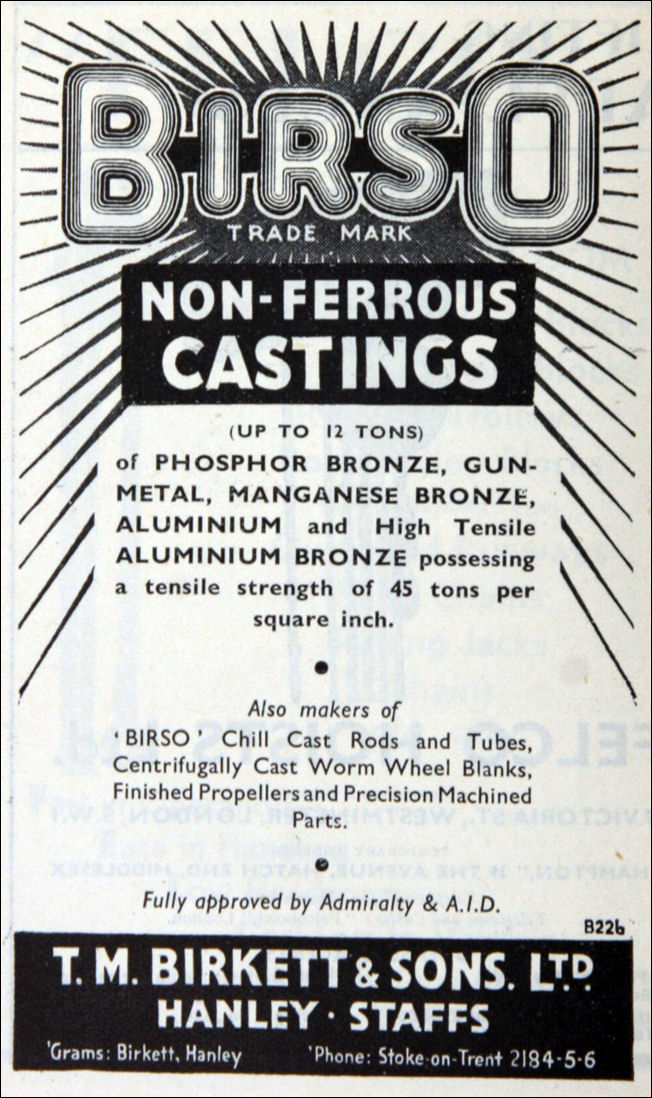 BIRSO
TRADE MARK
NON-FERROUS
CASTINGS
(UP TO 12 TONS)
of PHOSPHOR BRONZE, GUN-
METAL, MANGANESE BRONZE,
ALUMINIUM and High Tensile
ALUMINIUM BRONZE possessing
a tensile strength of 45 tons per
square inch.
Also makers of
'BIRSO' Chill Cast Rods and Tubes,
Centrifugally Cast Worm Wheel Blanks,
Finished Propellers and Precision Machined
Parts.
Fully approved by Admiralty & A.I.D.
B22b
T. M. BIRKETT & SONS. LTD
HANLEY · STAFFS
'Grams: Birkett, Hanley 'Phone: Stoke-on-Trent 2184-5-6